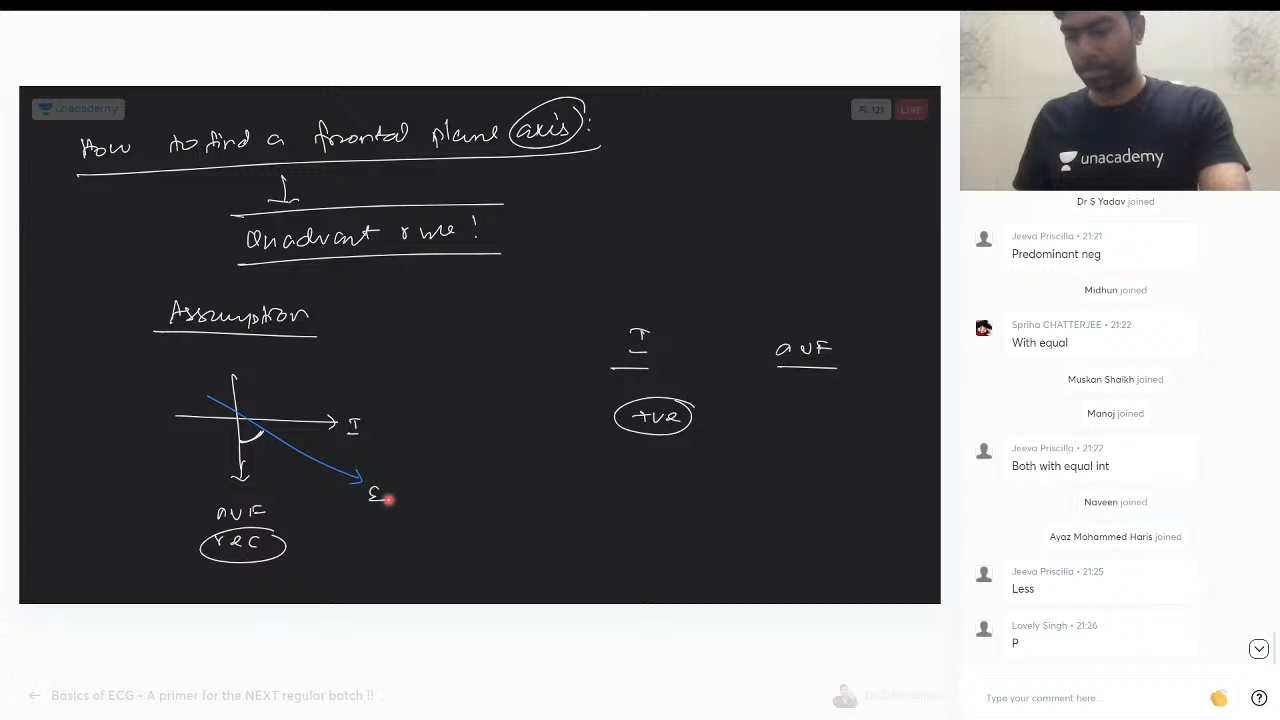 unacademy
121
LIVE
How to find a frontal plane axis:
Quadrant rule!
Assumption
I
aVF
+ve
I
aVF
rec
unacademy
Dr S Yadav joined
Jeeva Priscilla • 21:21
Predominant neg
Midhun joined
Spriha CHATTERJEE • 21:22
With equal
Muskan Shaikh joined
Manoj joined
Jeeva Priscilla • 21:22
Both with equal int
Naveen joined
Ayaz Mohammed Haris joined
Jeeva Priscilla • 21:25
Less
Lovely Singh • 21:26
P
← Basics of ECG - A primer for the NEXT regular batch !!
Type your comment here...